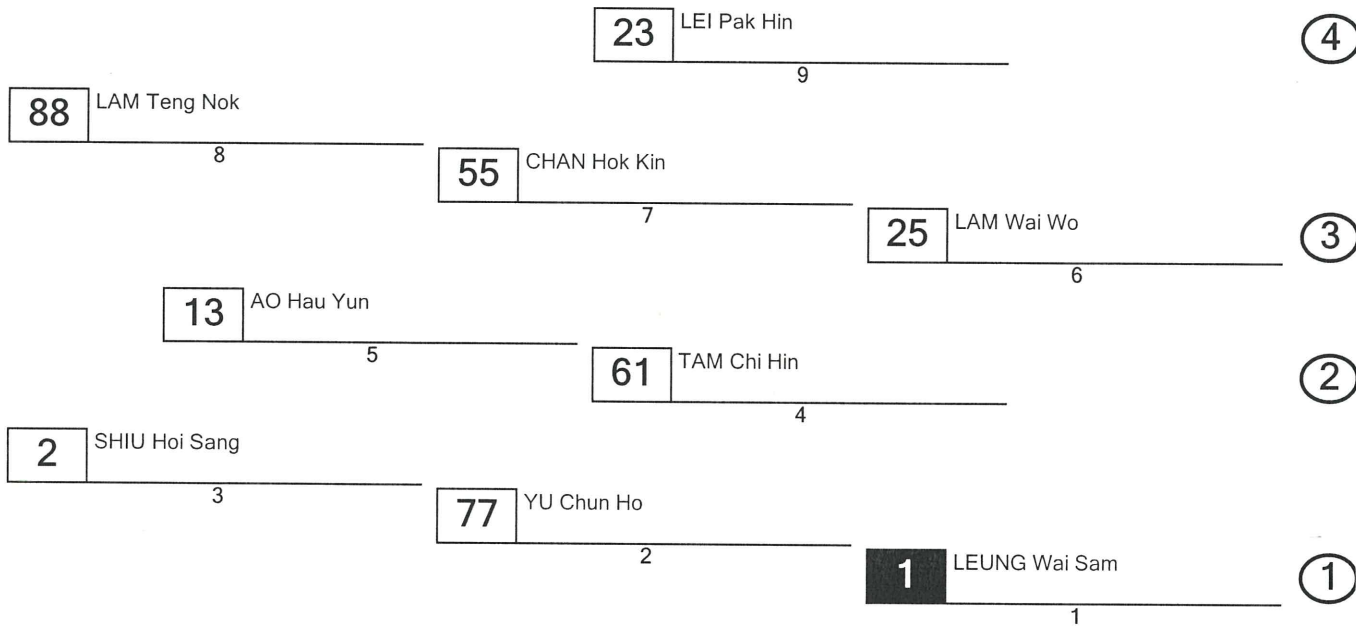 23 LEI Pak Hin 4
9
88 LAM Teng Nok
8
55 CHAN Hok Kin
7
25 LAM Wai Wo 3
6
13 AO Hau Yun
5
61 TAM Chi Hin 2
4
2 SHIU Hoi Sang
3
77 YU Chun Ho
2
1 LEUNG Wai Sam 1
1